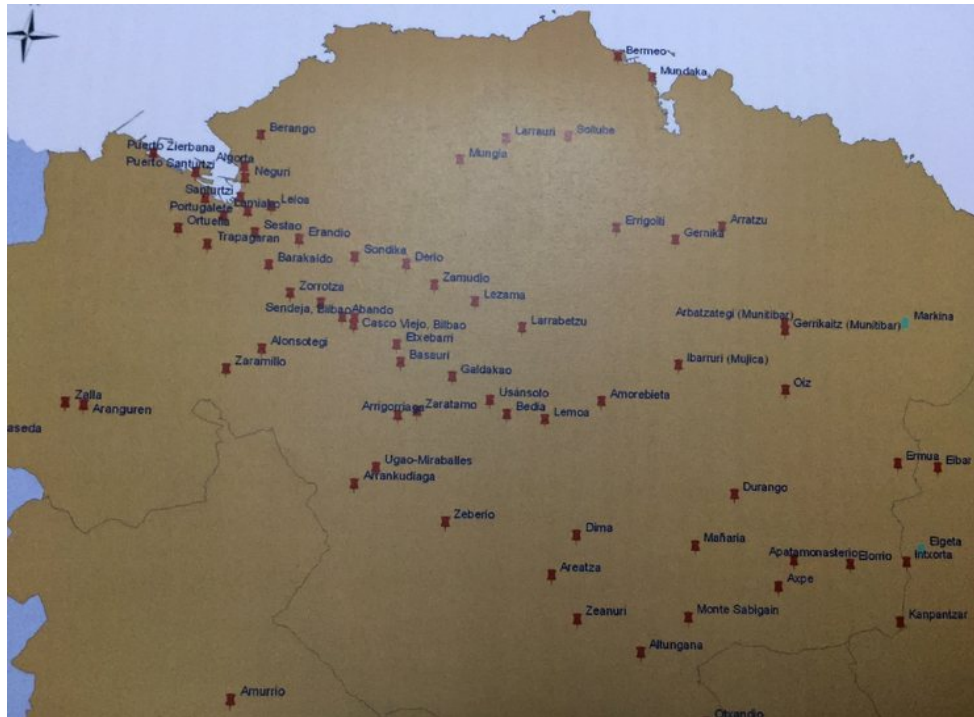 Bermeo
Mundaka
Berango
Larrauri
Sollube
Puerto Zierbana
Mungia
Algorta
Puerto Santurtzi
Neguri
Santurtzi
Lamiako
Leioa
Portugalete
Ortuella
Sestao
Erandio
Errigoiti
Arratzu
Gernika
Trapagaran
Sondika
Derio
Barakaldo
Zamudio
Zorrotza
Lezama
Sendeja, Bilbao
Abando
Casco Viejo, Bilbao
Larrabetzu
Arbatzategi (Munitibar)
Gerrikaitz (Munitibar)
Markina
Etxebarri
Alonsotegi
Basauri
Ibarruri (Mujica)
Zaramillo
Galdakao
Oiz
Zalla
Aranguren
Usánsolo
Amorebieta
Arrigorriaga
Zaratamo
Bedia
Lemoa
aseda
Ugao-Miraballes
Ermua
Eibar
Arrankudiaga
Durango
Zeberio
Dima
Mañaria
Elgeta
Apatamonasterio
Elorrio
Intxorta
Areatza
Axpe
Zeanuri
Monte Sabigain
Kanpantzar
Altungana
Amurrio
Otxandio